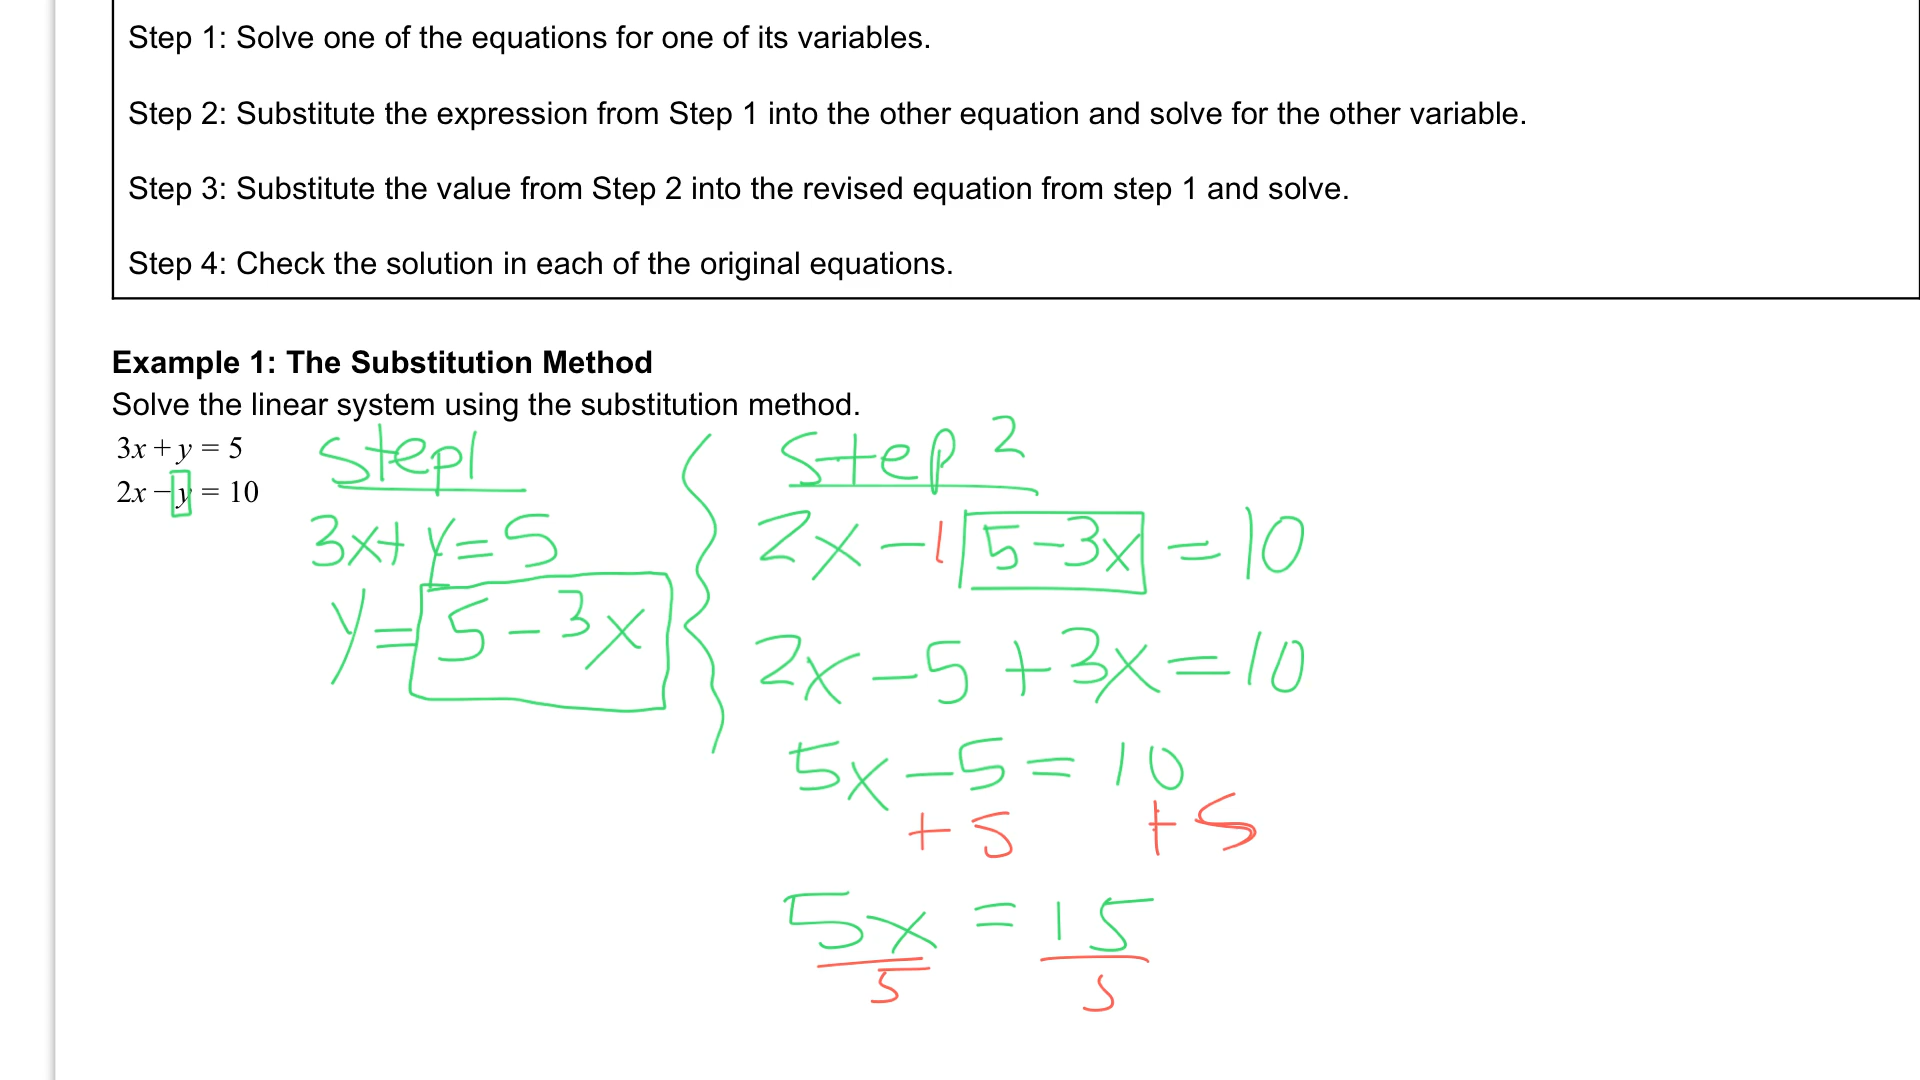 Step 1: Solve one of the equations for one of its variables.
Step 2: Substitute the expression from Step 1 into the other equation and solve for the other variable.
Step 3: Substitute the value from Step 2 into the revised equation from step 1 and solve.
Step 4: Check the solution in each of the original equations.
Example 1: The Substitution Method
Solve the linear system using the substitution method.
3x + y = 5
2x − y = 10
Step 1
3x + y = 5
y = 5 − 3x
Step 2
2x − 1|5 − 3x = 10
2x − 5 + 3x = 10
5x − 5 = 10
+ 5 + 5
5x = 15
5 5